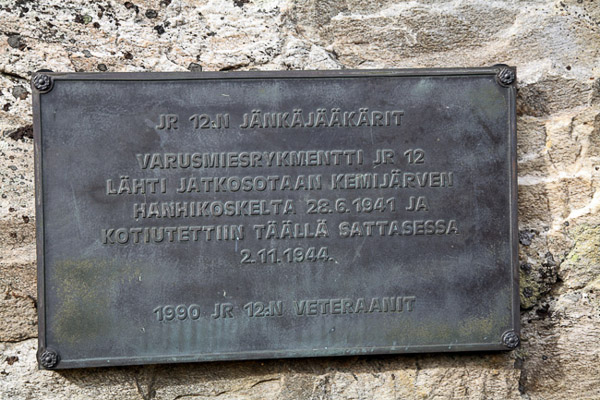 JR 12:N JÄNKÄJÄÄKÄRIT
VARUSMIESRYKMENTTI JR 12
LÄHTI JATKOSOTAAN KEMIJÄRVEN
HANHIKOSKELTA 28.6.1941 JA
KOTIUTETTIIN TÄÄLLÄ SATTASESSA
2.11.1944.
1990 JR 12:N VETERAANIT